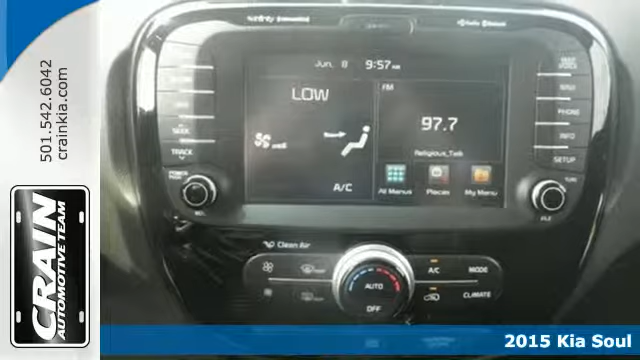 501.542.6042
crainkia.com
CRAIN
AUTOMOTIVE TEAM
Jun. 8 9:57
LOW
FM
97.7
Religious_Talk
A/C
All Menus
Places
My Menu
SEEK
TRACK
PHONE
INFO
SETUP
TUNE
Clean Air
AUTO
OFF
A/C
MODE
CLIMATE
2015 Kia Soul